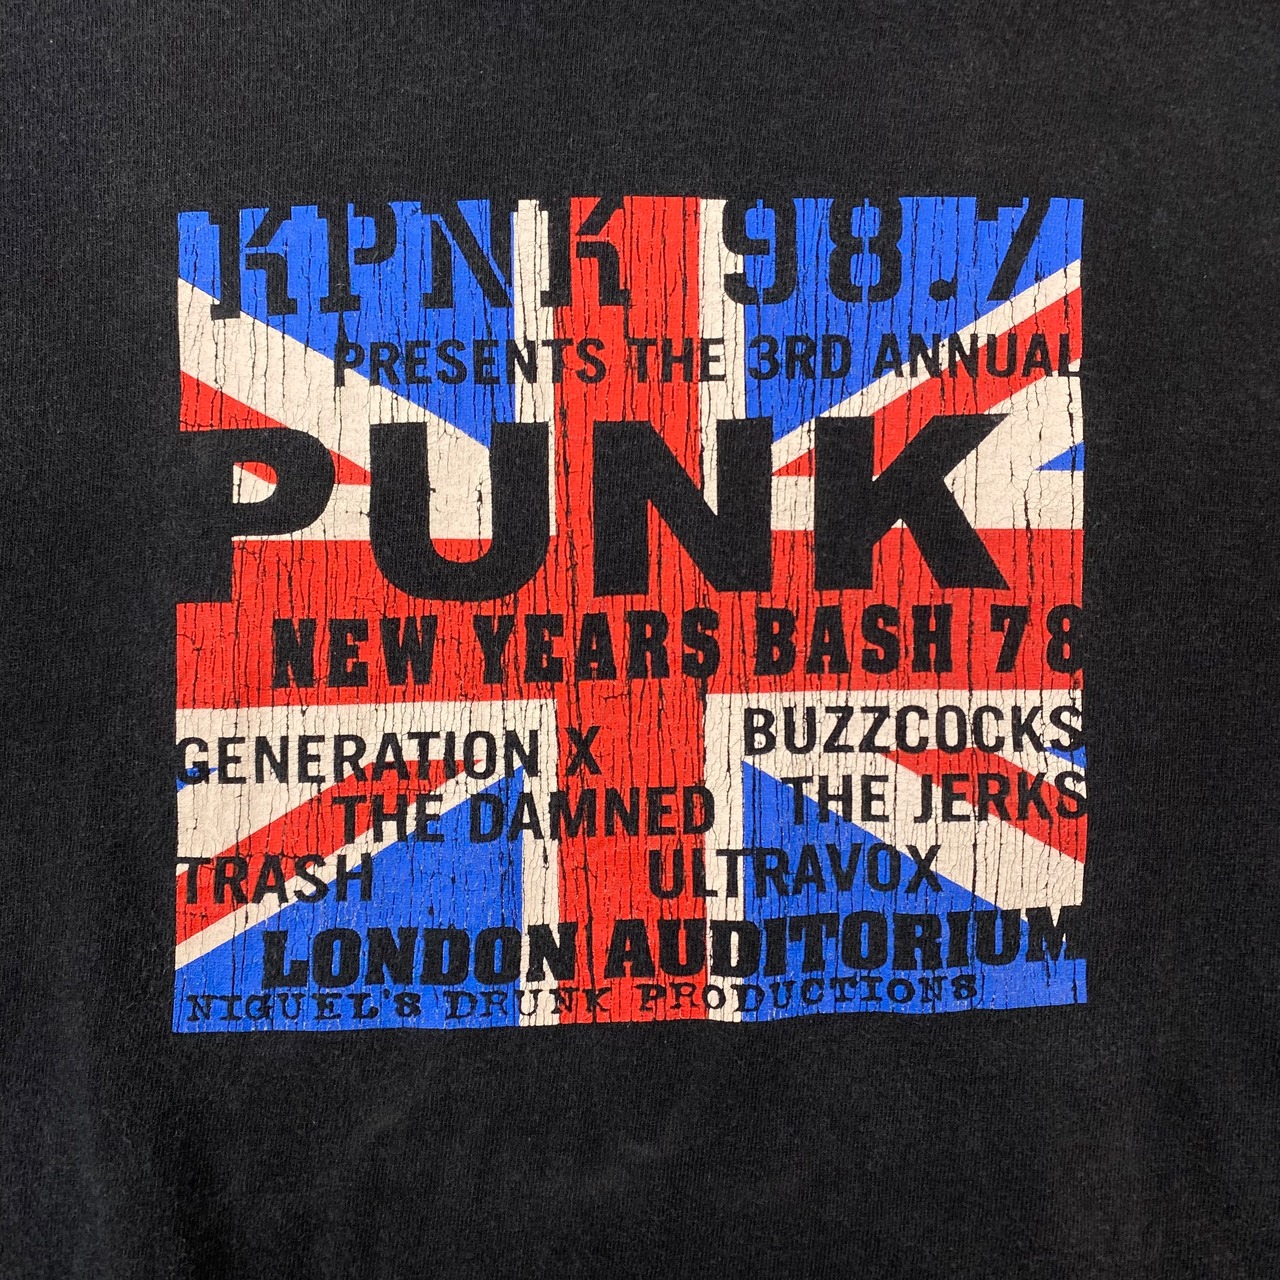 KPNK 98.7
PRESENTS THE 3RD ANNUAL
PUNK
NEW YEARS BASH 78
GENERATION X BUZZCOCKS
THE DAMNED THE JERKS
TRASH ULTRAVOX
LONDON AUDITORIUM
NIGUEL'S DRUNK PRODUCTIONS